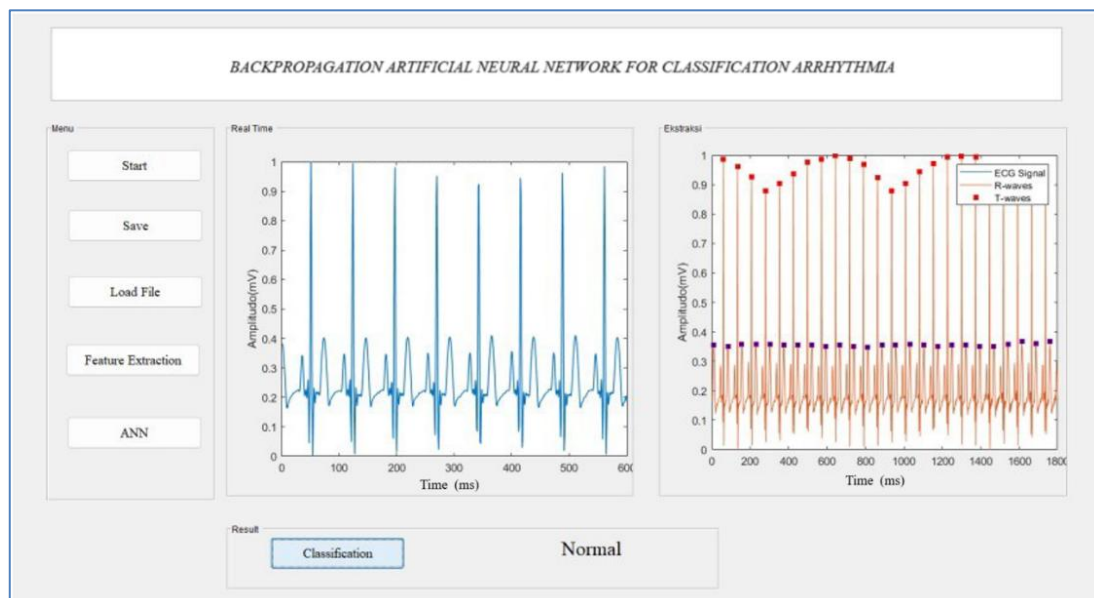 BACKPROPAGATION ARTIFICIAL NEURAL NETWORK FOR CLASSIFICATION ARRHYTHMIA
Menu
Start
Save
Load File
Feature Extraction
ANN
Real Time
Amplitudo(mV)
1
0.9
0.8
0.7
0.6
0.5
0.4
0.3
0.2
0.1
0
0 100 200 300 400 500 600
Time (ms)
Ekstraksi
Amplitudo(mV)
1
0.9
0.8
0.7
0.6
0.5
0.4
0.3
0.2
0.1
0
ECG Signal
R-waves
T-waves
0 200 400 600 800 1000 1200 1400 1600 1800
Time (ms)
Result
Classification
Normal